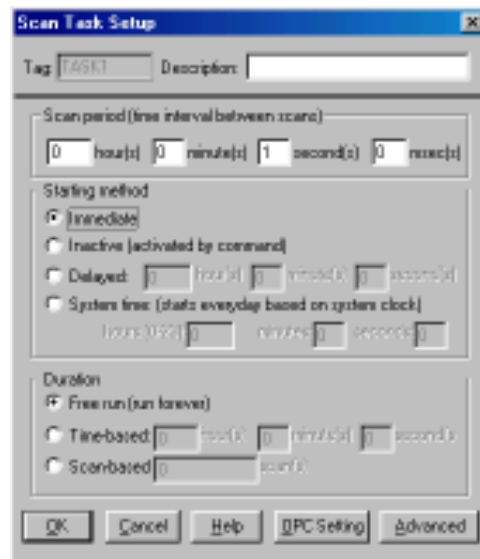 Scan Task Setup
Tag: TASK1 Description:
Scan period (time interval between scans)
0 hour(s) 0 minute(s) 1 second(s) 0 msec(s)
Starting method
Immediate
Inactive (activated by command)
Delayed: 0 hour(s) 0 minute(s) 0 second(s)
System time: (starts everyday based on system clock)
hours 0 minutes: 0 seconds: 0
Duration
Free run (run forever)
Time-based: 0 hour(s) 0 minute(s) 0 second(s
Scan-based 0 scan(s)
OK Cancel Help OPC Setting Advanced